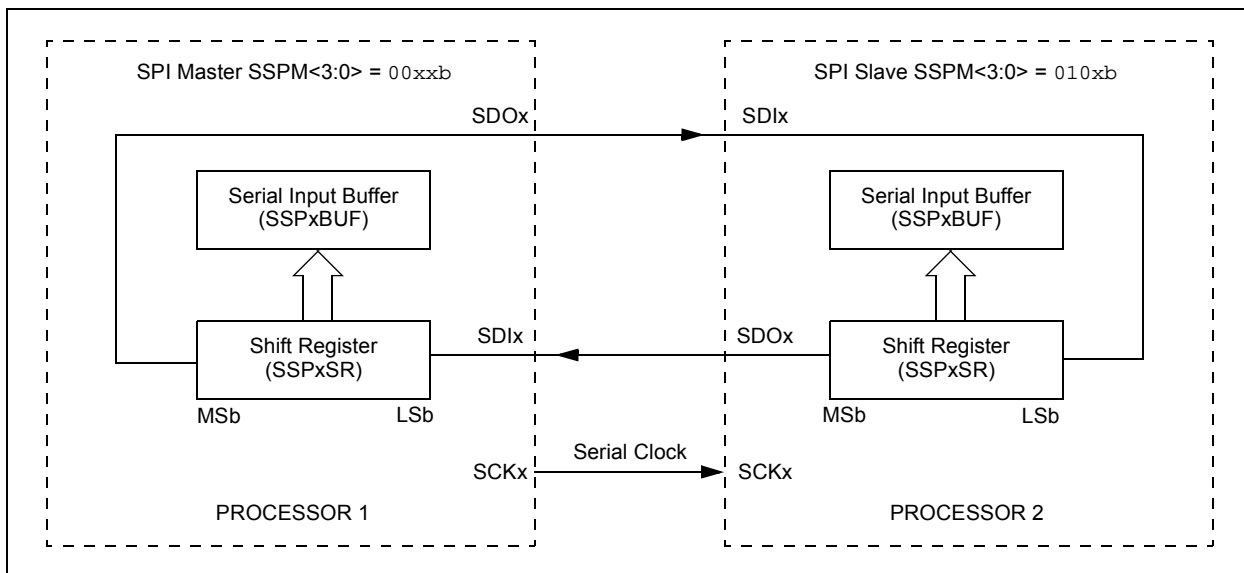 SPI Master SSPM<3:0> = 00xxb
SPI Slave SSPM<3:0> = 010xb
SDOx
SDIx
Serial Input Buffer
(SSPxBUF)
Serial Input Buffer
(SSPxBUF)
Shift Register
(SSPxSR)
SDIx
SDOx
Shift Register
(SSPxSR)
MSb
LSb
MSb
LSb
Serial Clock
SCKx
SCKx
PROCESSOR 1
PROCESSOR 2